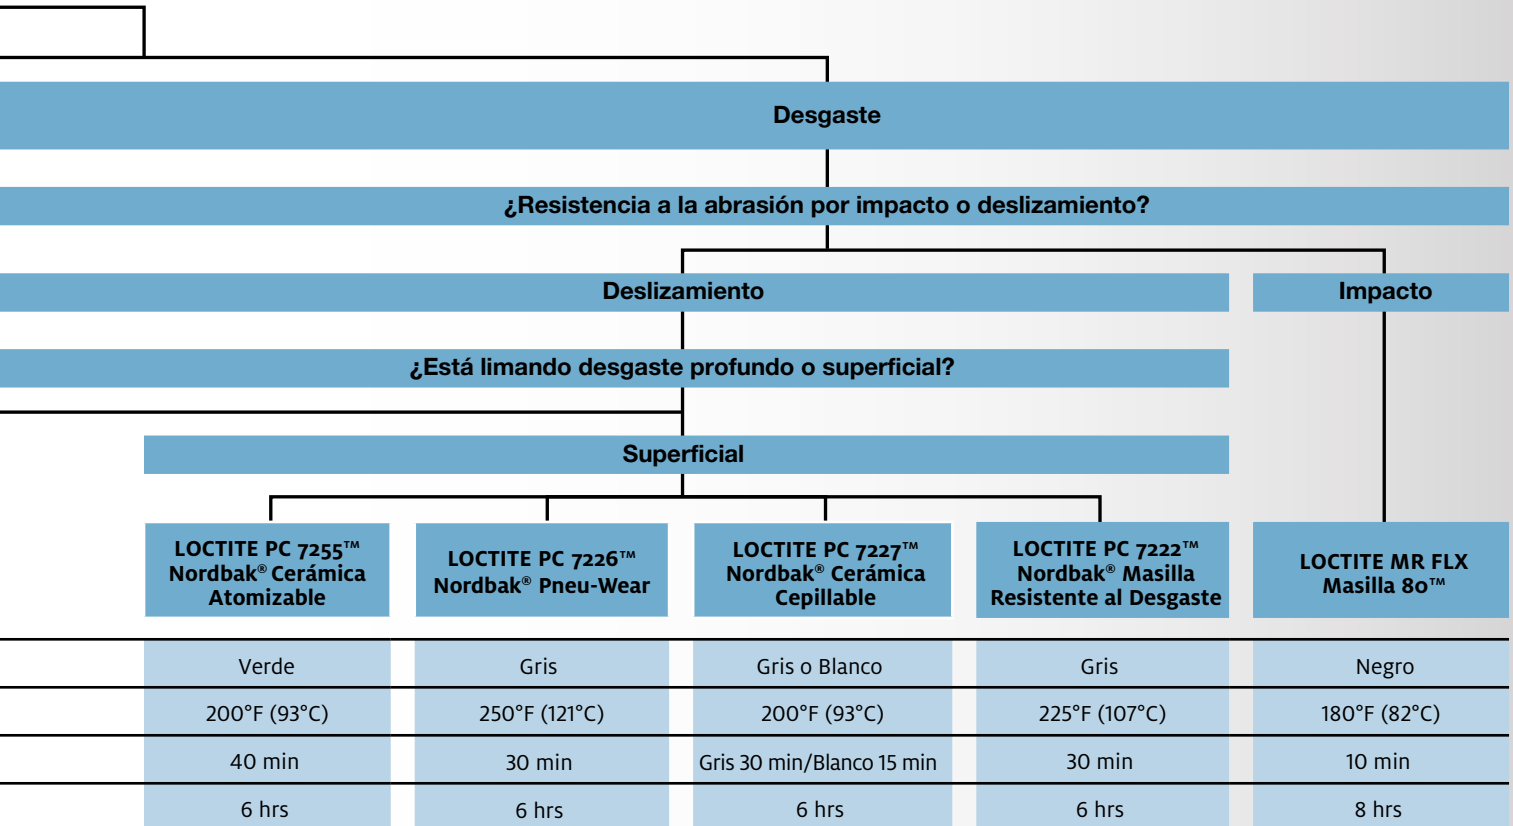 Desgaste
¿Resistencia a la abrasión por impacto o deslizamiento?
Deslizamiento
Impacto
¿Está limando desgaste profundo o superficial?
Superficial
LOCTITE PC 7255™
Nordbak® Cerámica
Atomizable
LOCTITE PC 7226™
Nordbak® Pneu-Wear
LOCTITE PC 7227™
Nordbak® Cerámica
Cepillable
LOCTITE PC 7222™
Nordbak® Masilla
Resistente al Desgaste
LOCTITE MR FLX
Masilla 80™
Verde
Gris
Gris o Blanco
Gris
Negro
200°F (93°C)
250°F (121°C)
200°F (93°C)
225°F (107°C)
180°F (82°C)
40 min
30 min
Gris 30 min/Blanco 15 min
30 min
10 min
6 hrs
6 hrs
6 hrs
6 hrs
8 hrs